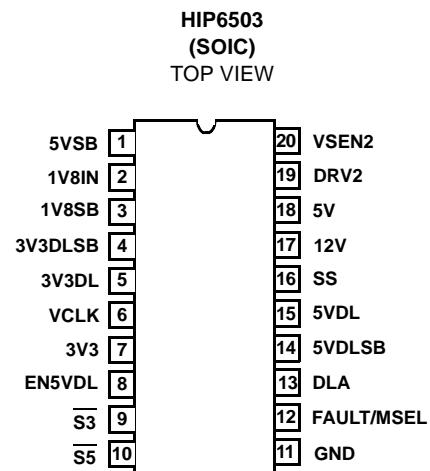 HIP6503
(SOIC)
TOP VIEW
5VSB 1
1V8IN 2
1V8SB 3
3V3DLSB 4
3V3DL 5
VCLK 6
3V3 7
EN5VDL 8
S3 9
S5 10
20 VSEN2
19 DRV2
18 5V
17 12V
16 SS
15 5VDL
14 5VDLSB
13 DLA
12 FAULT/MSEL
11 GND